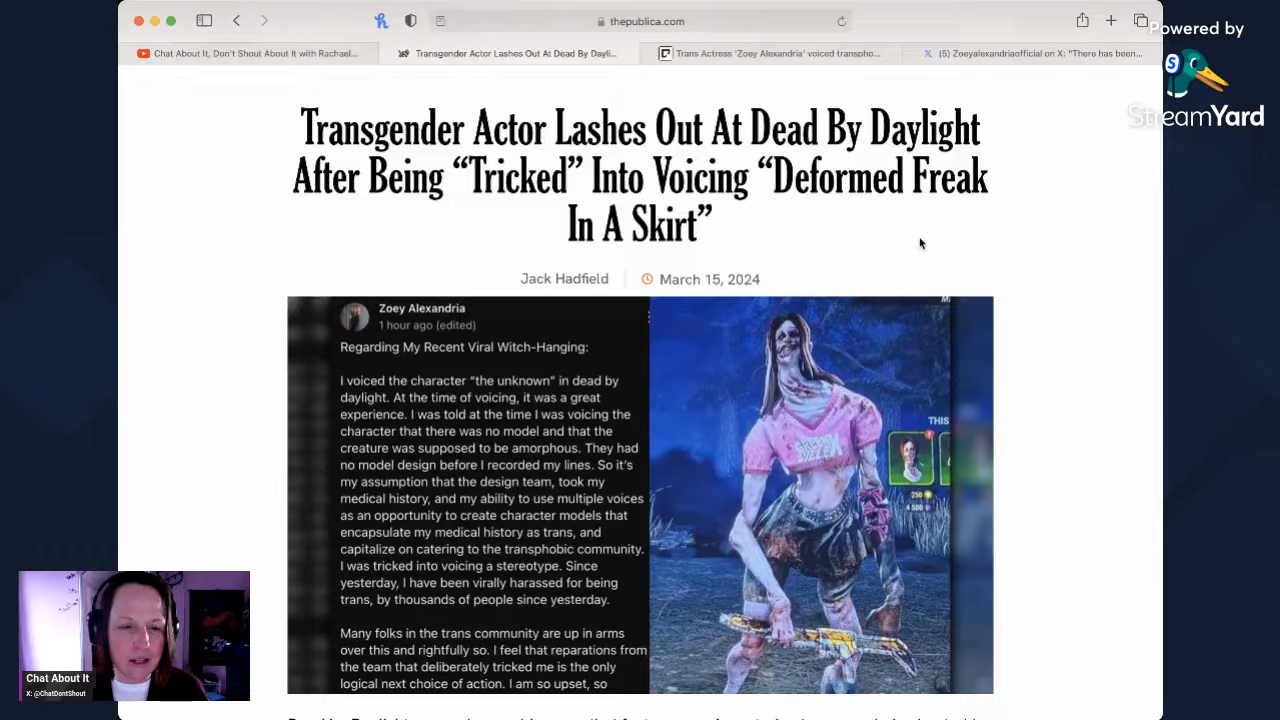 thepublica.com
Powered by
StreamYard
Chat About It, Don't Shout About It with Rachael...
Transgender Actor Lashes Out At Dead By Dayli...
Trans Actress 'Zoey Alexandria' voiced transpho...
(5) Zoeyalexandriaofficial on X: "There has been...
Transgender Actor Lashes Out At Dead By Daylight
After Being “Tricked” Into Voicing “Deformed Freak
In A Skirt”
Jack Hadfield
March 15, 2024
Zoey Alexandria
1 hour ago (edited)
Regarding My Recent Viral Witch-Hanging:
I voiced the character “the unknown” in dead by
daylight. At the time of voicing, it was a great
experience. I was told at the time I was voicing the
character that there was no model and that the
creature was supposed to be amorphous. They had
no model design before I recorded my lines. So it's
my assumption that the design team, took my
medical history, and my ability to use multiple voices
as an opportunity to create character models that
encapsulate my medical history as trans, and
capitalize on catering to the transphobic community.
I was tricked into voicing a stereotype. Since
yesterday, I have been virally harassed for being
trans, by thousands of people since yesterday.
Many folks in the trans community are up in arms
over this and rightfully so. I feel that reparations from
the team that deliberately tricked me is the only
logical next choice of action. I am so upset, so
THIS
250
4 500
Chat About It
X: @ChatDontShout